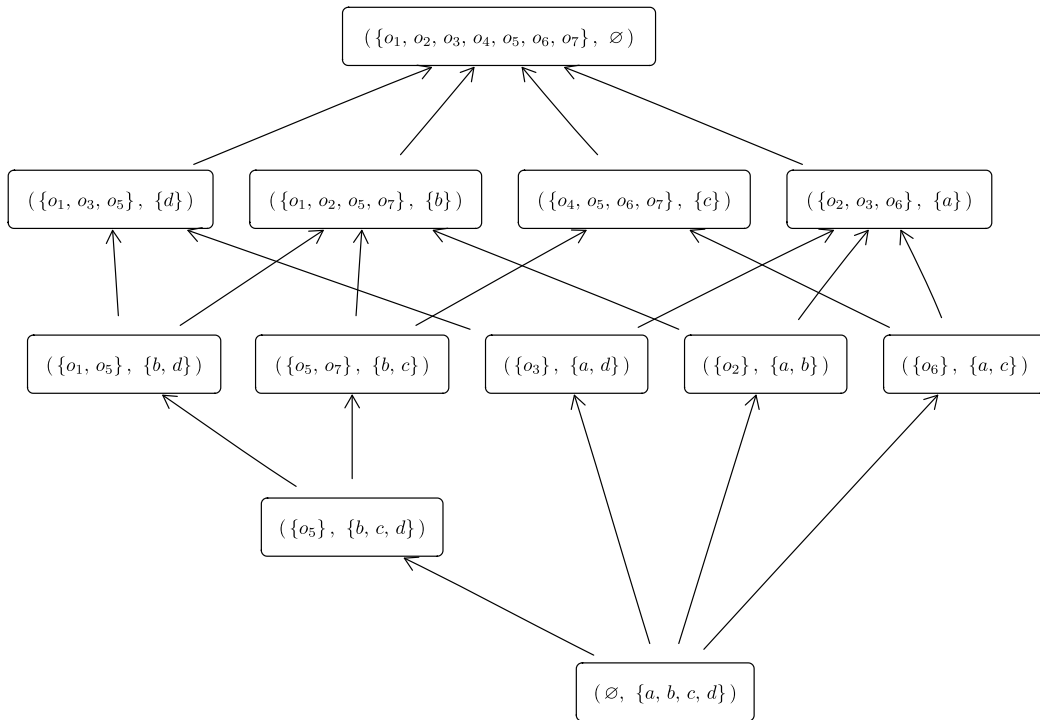 ({o₁, o₂, o₃, o₄, o₅, o₆, o₇}, ∅)
({o₁, o₃, o₅}, {d})
({o₁, o₂, o₅, o₇}, {b})
({o₄, o₅, o₆, o₇}, {c})
({o₂, o₃, o₆}, {a})
({o₁, o₅}, {b, d})
({o₅, o₇}, {b, c})
({o₃}, {a, d})
({o₂}, {a, b})
({o₆}, {a, c})
({o₅}, {b, c, d})
(∅, {a, b, c, d})